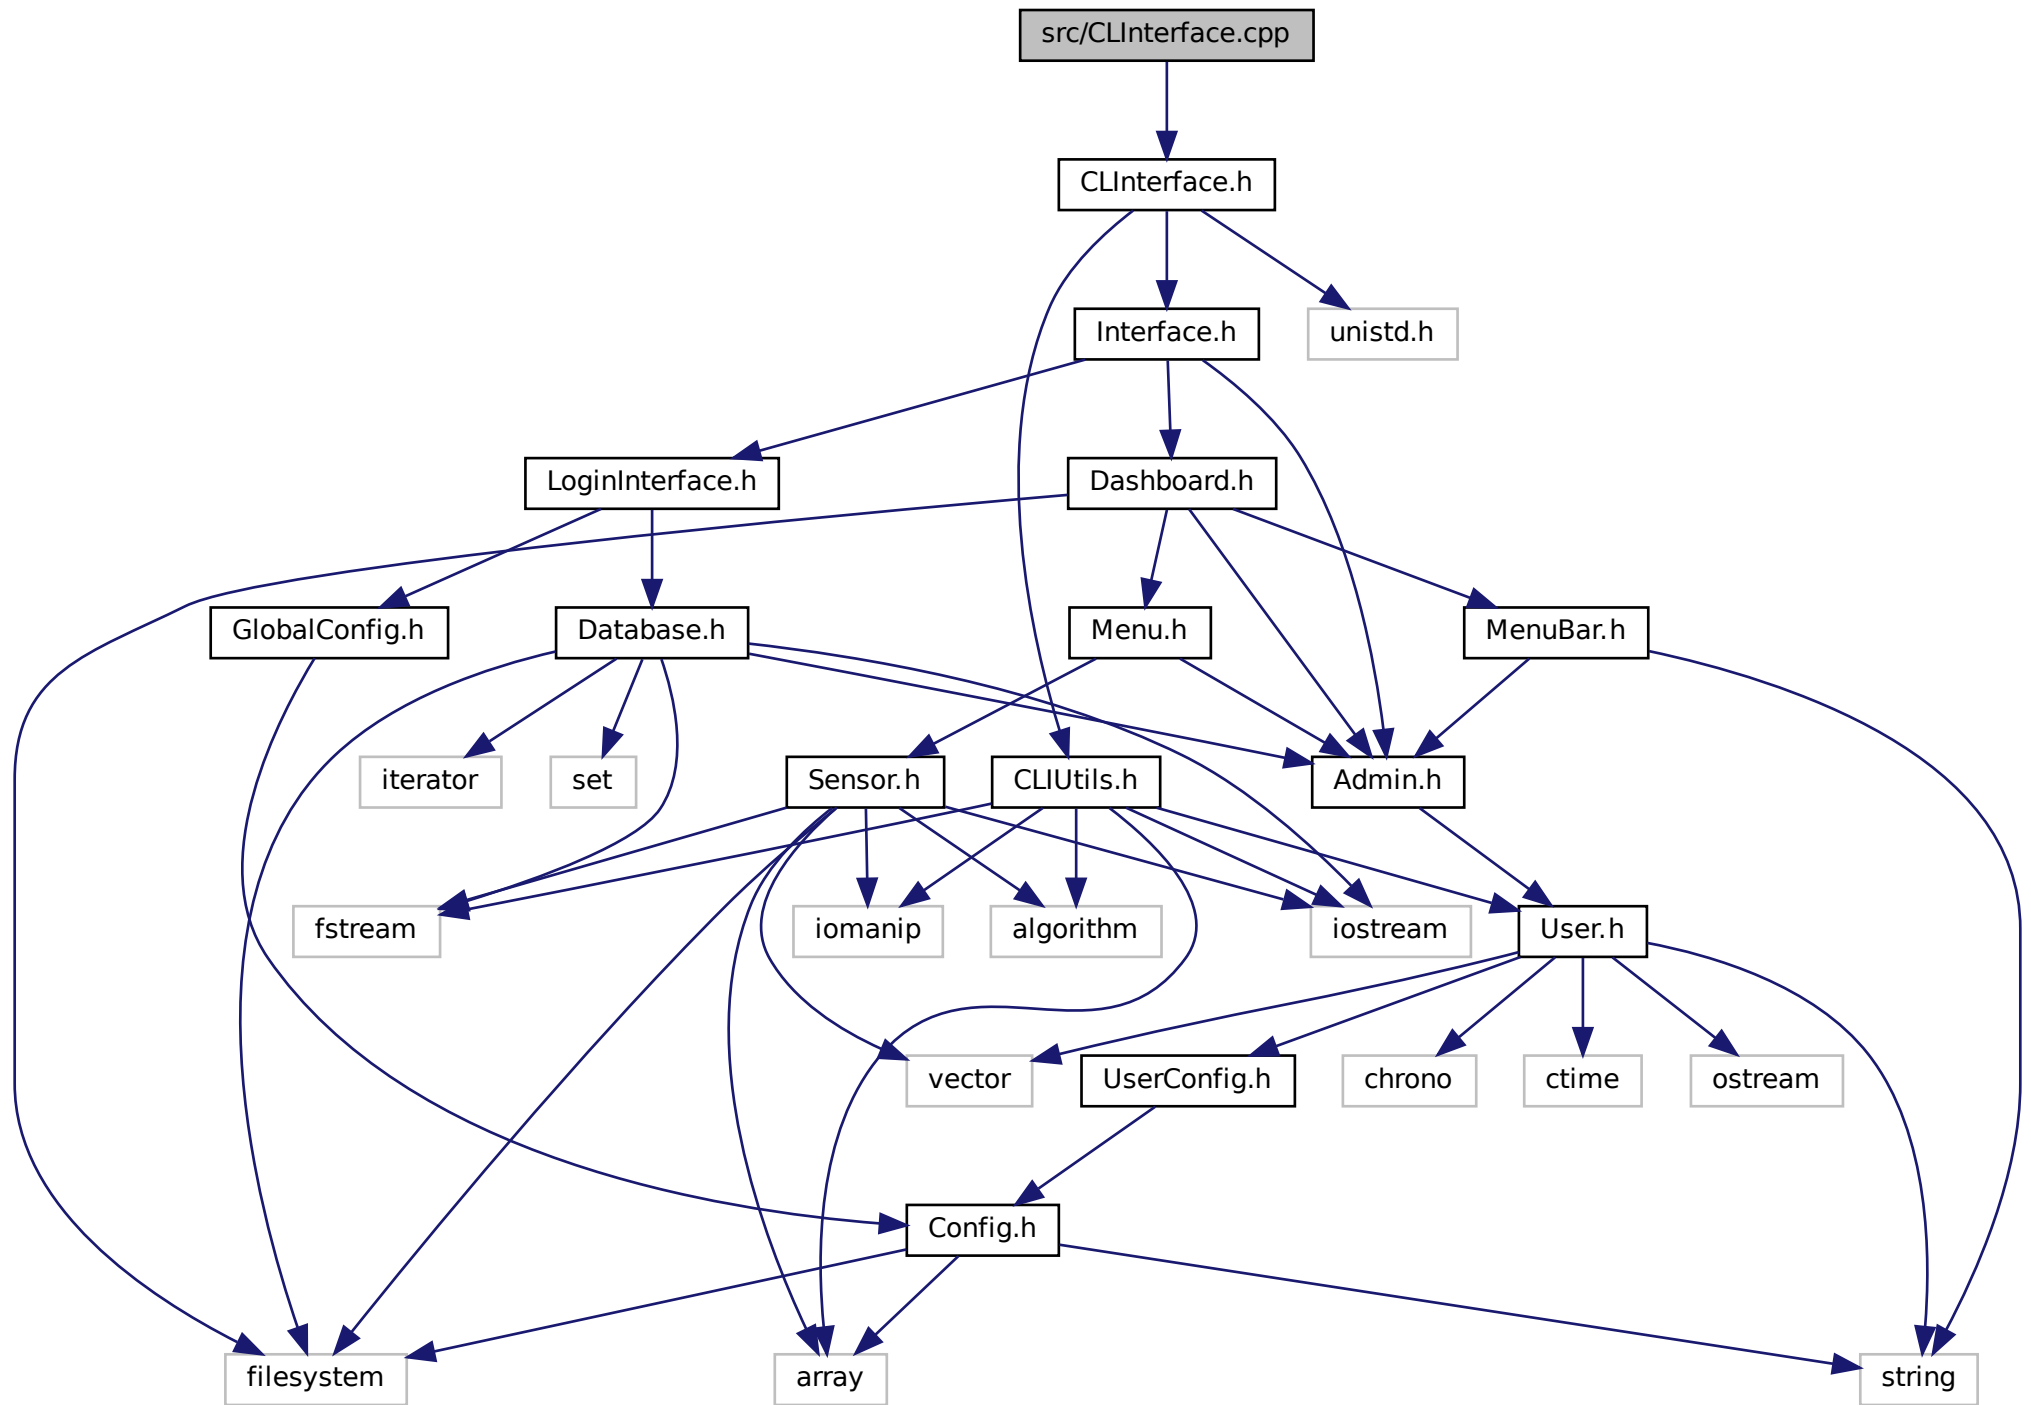 src/CLInterface.cpp
CLInterface.h
Interface.h
unistd.h
LoginInterface.h
Dashboard.h
GlobalConfig.h
Database.h
Menu.h
MenuBar.h
iterator
set
Sensor.h
CLIUtils.h
Admin.h
fstream
iomanip
algorithm
iostream
User.h
vector
UserConfig.h
chrono
ctime
ostream
Config.h
filesystem
array
string